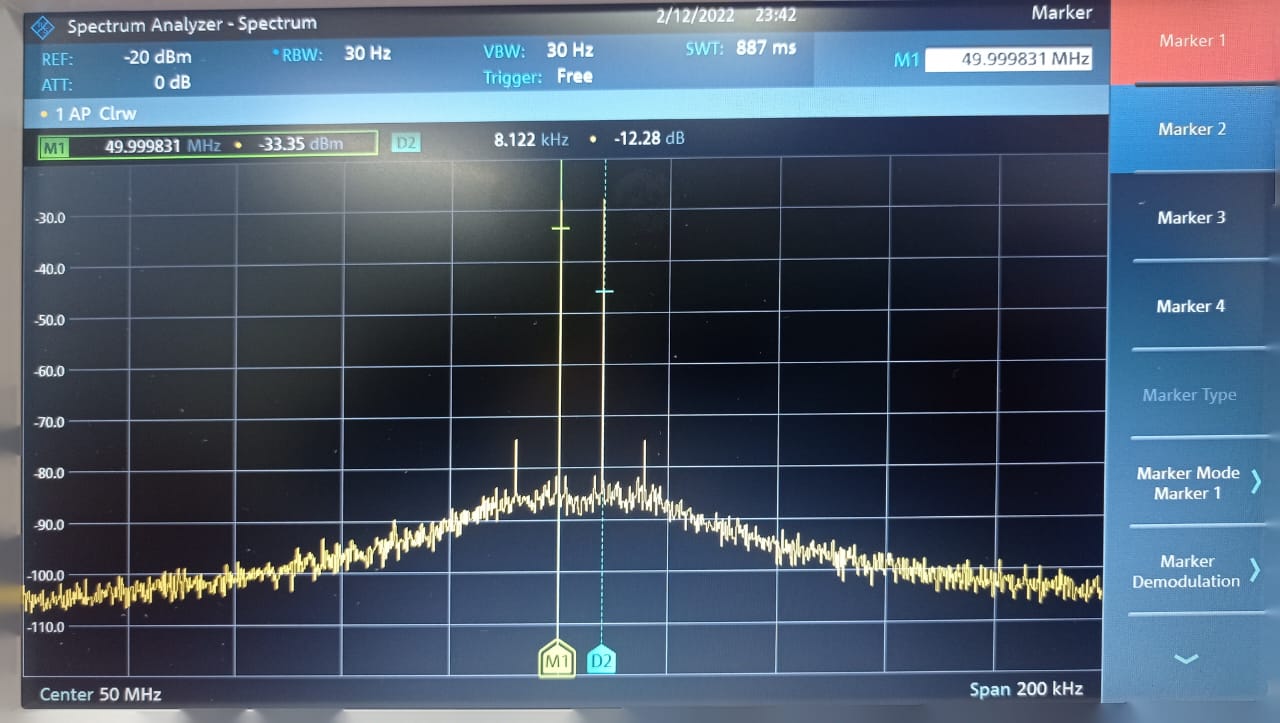 Spectrum Analyzer - Spectrum
2/12/2022 23:42
Marker
REF: -20 dBm
RBW: 30 Hz
VBW: 30 Hz
SWT: 887 ms
ATT: 0 dB
Trigger: Free
M1 49.999831 MHz
1 AP Clrw
M1 49.999831 MHz • -33.35 dBm
D2 8.122 kHz • -12.28 dB
-30.0
-40.0
-50.0
-60.0
-70.0
-80.0
-90.0
-100.0
-110.0
M1
D2
Center 50 MHz
Span 200 kHz
Marker 1
Marker 2
Marker 3
Marker 4
Marker Type
Marker Mode
Marker 1
Marker
Demodulation